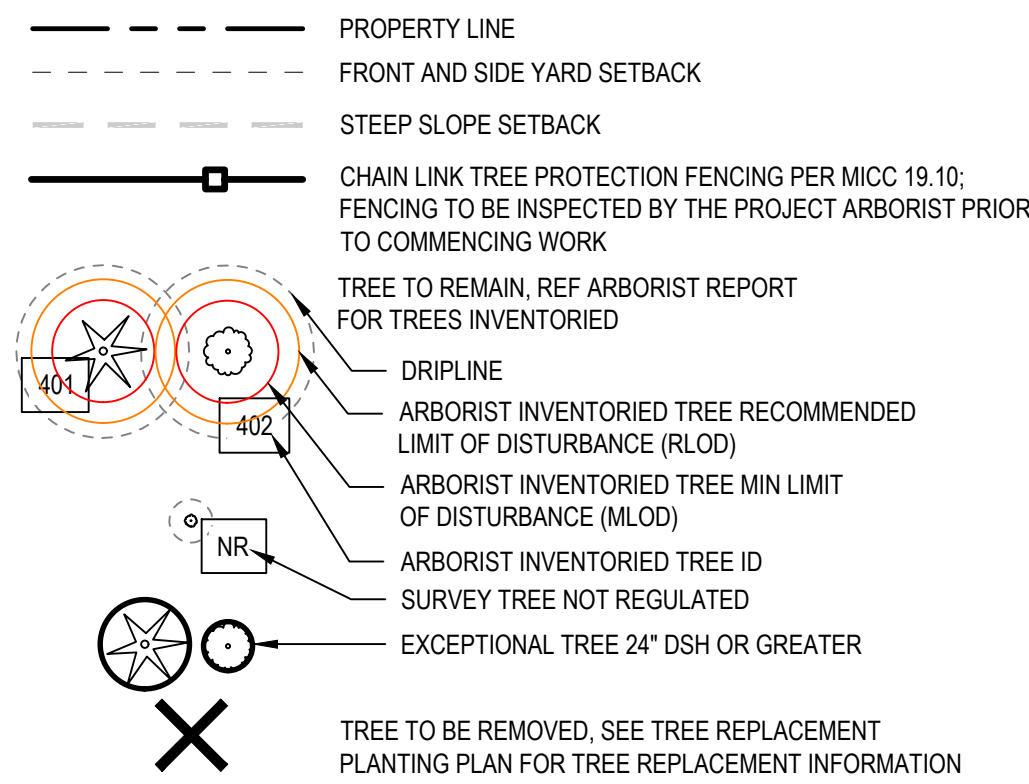 PROPERTY LINE
FRONT AND SIDE YARD SETBACK
STEEP SLOPE SETBACK
CHAIN LINK TREE PROTECTION FENCING PER MICC 19.10;
FENCING TO BE INSPECTED BY THE PROJECT ARBORIST PRIOR
TO COMMENCING WORK
TREE TO REMAIN, REF ARBORIST REPORT
FOR TREES INVENTORIED
DRIPLINE
401
ARBORIST INVENTORIED TREE RECOMMENDED
LIMIT OF DISTURBANCE (RLOD)
402
ARBORIST INVENTORIED TREE MIN LIMIT
OF DISTURBANCE (MLOD)
NR
ARBORIST INVENTORIED TREE ID
SURVEY TREE NOT REGULATED
EXCEPTIONAL TREE 24" DSH OR GREATER
TREE TO BE REMOVED, SEE TREE REPLACEMENT
PLANTING PLAN FOR TREE REPLACEMENT INFORMATION